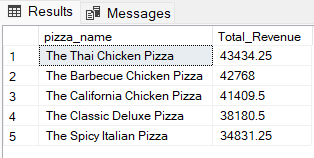 Results Messages
pizza_name Total_Revenue
1 The Thai Chicken Pizza 43434.25
2 The Barbecue Chicken Pizza 42768
3 The California Chicken Pizza 41409.5
4 The Classic Deluxe Pizza 38180.5
5 The Spicy Italian Pizza 34831.25